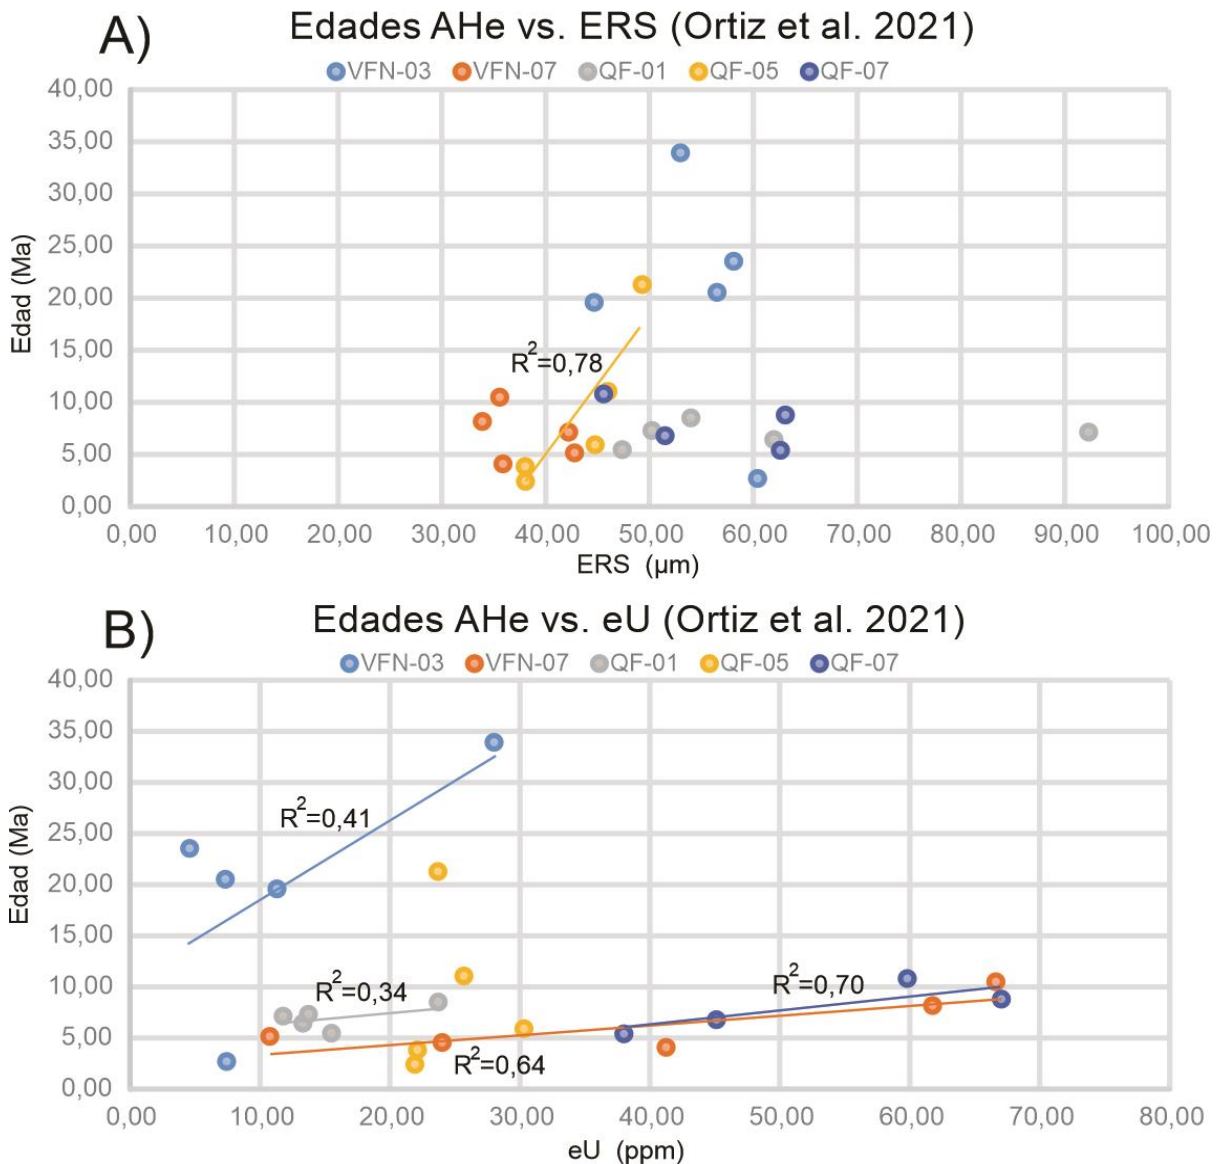 A)
Edades AHe vs. ERS (Ortiz et al. 2021)
VFN-03 VFN-07 QF-01 QF-05 QF-07
40,00
35,00
30,00
25,00
20,00
15,00
10,00
5,00
0,00
Edad (Ma)
R²=0,78
0,00 10,00 20,00 30,00 40,00 50,00 60,00 70,00 80,00 90,00 100,00
ERS (µm)
B)
Edades AHe vs. eU (Ortiz et al. 2021)
VFN-03 VFN-07 QF-01 QF-05 QF-07
40,00
35,00
30,00
25,00
20,00
15,00
10,00
5,00
0,00
Edad (Ma)
R²=0,41
R²=0,34
R²=0,70
R²=0,64
0,00 10,00 20,00 30,00 40,00 50,00 60,00 70,00 80,00
eU (ppm)